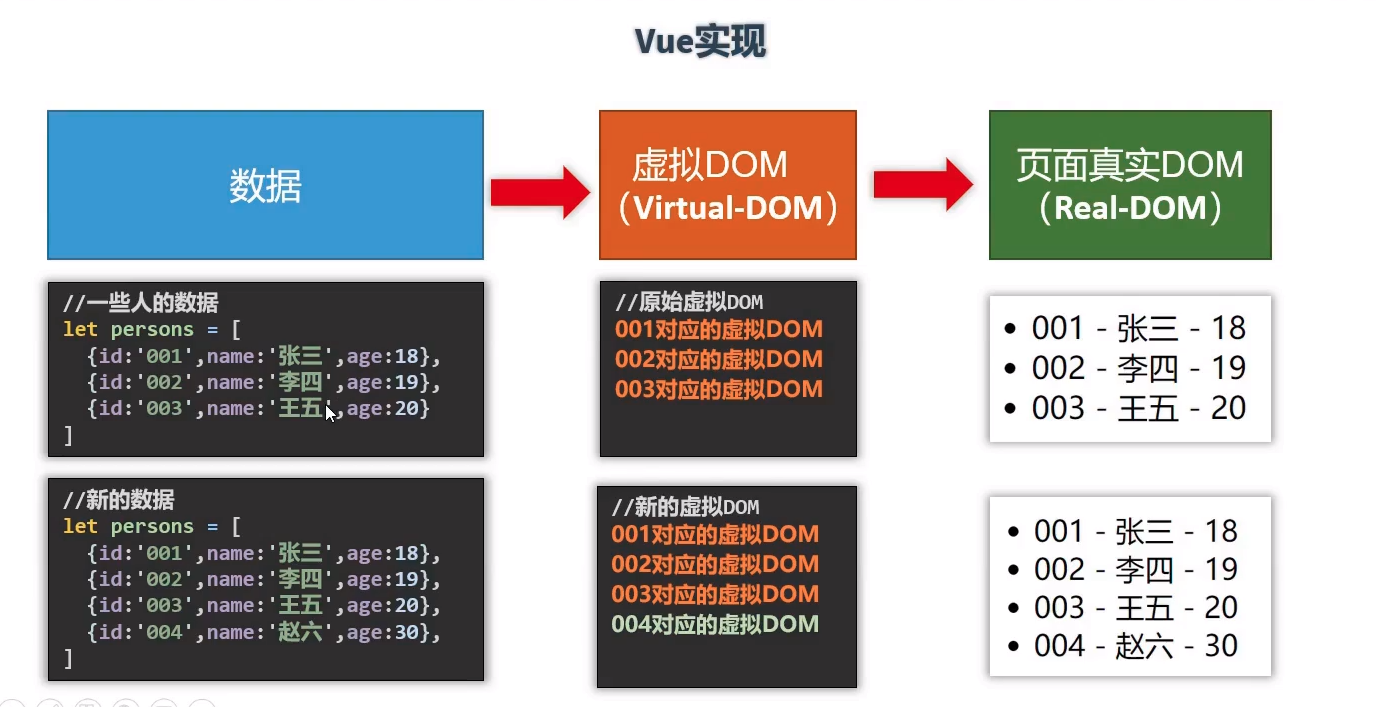 Vue实现
数据
虚拟DOM
（Virtual-DOM）
页面真实DOM
（Real-DOM）
//一些人的数据
let persons = [
{id:'001',name:'张三',age:18},
{id:'002',name:'李四',age:19},
{id:'003',name:'王五',age:20}
]
//原始虚拟DOM
001对应的虚拟DOM
002对应的虚拟DOM
003对应的虚拟DOM
• 001 - 张三 - 18
• 002 - 李四 - 19
• 003 - 王五 - 20
//新的数据
let persons = [
{id:'001',name:'张三',age:18},
{id:'002',name:'李四',age:19},
{id:'003',name:'王五',age:20},
{id:'004',name:'赵六',age:30},
]
//新的虚拟DOM
001对应的虚拟DOM
002对应的虚拟DOM
003对应的虚拟DOM
004对应的虚拟DOM
• 001 - 张三 - 18
• 002 - 李四 - 19
• 003 - 王五 - 20
• 004 - 赵六 - 30